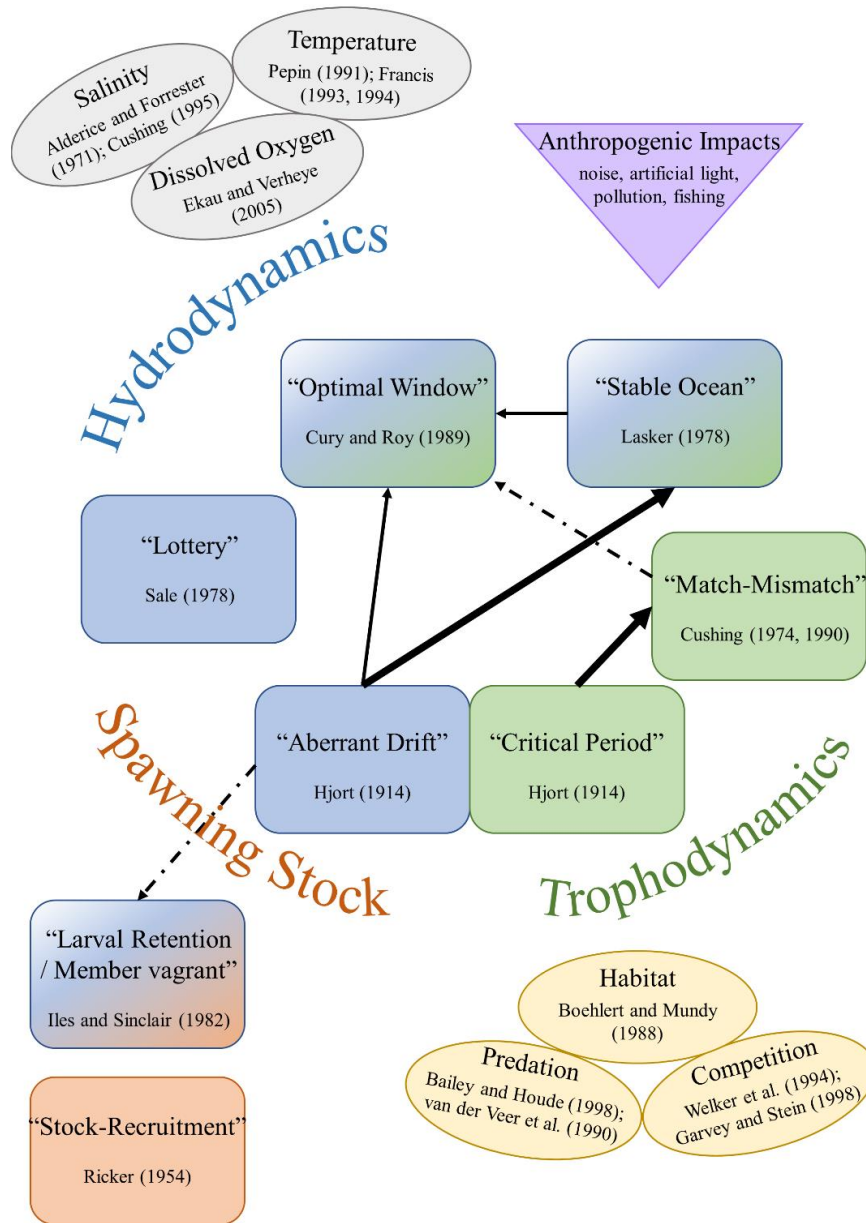 Temperature
Pepin (1991); Francis
(1993, 1994)
Salinity
Alderice and Forrester
(1971); Cushing (1995)
Dissolved Oxygen
Ekau and Verheye
(2005)
Anthropogenic Impacts
noise, artificial light,
pollution, fishing
Hydrodynamics
“Optimal Window”
Cury and Roy (1989)
“Stable Ocean”
Lasker (1978)
“Lottery”
Sale (1978)
“Match-Mismatch”
Cushing (1974, 1990)
“Aberrant Drift”
Hjort (1914)
“Critical Period”
Hjort (1914)
Spawning Stock
Trophodynamics
“Larval Retention
/ Member vagrant”
Iles and Sinclair (1982)
“Stock-Recruitment”
Ricker (1954)
Habitat
Boehlert and Mundy
(1988)
Predation
Bailey and Houde (1998);
van der Veer et al. (1990)
Competition
Welker et al. (1994);
Garvey and Stein (1998)